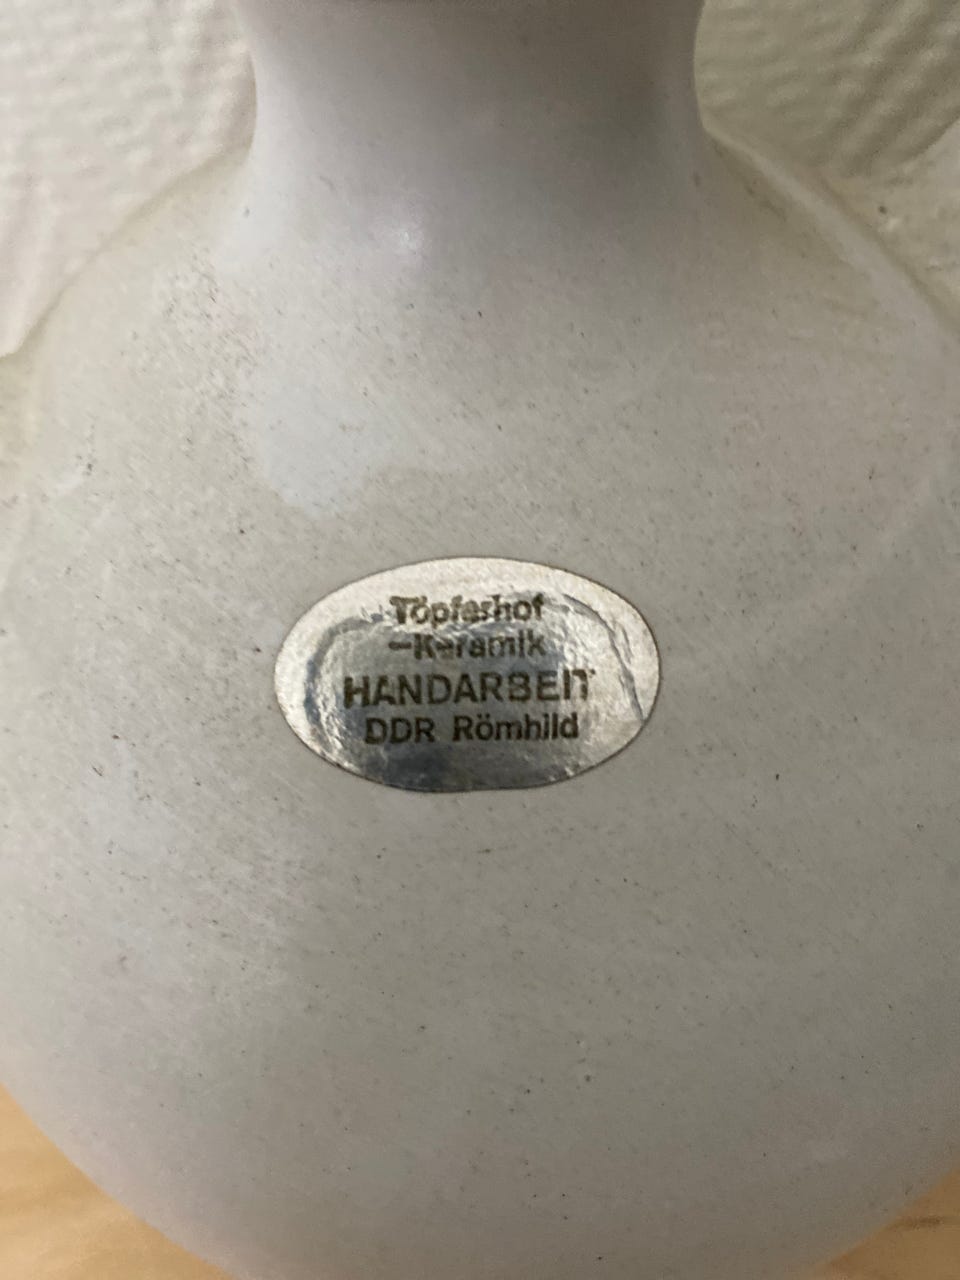 Töpferhof
-Keramik
HANDARBEIT
DDR Römhild